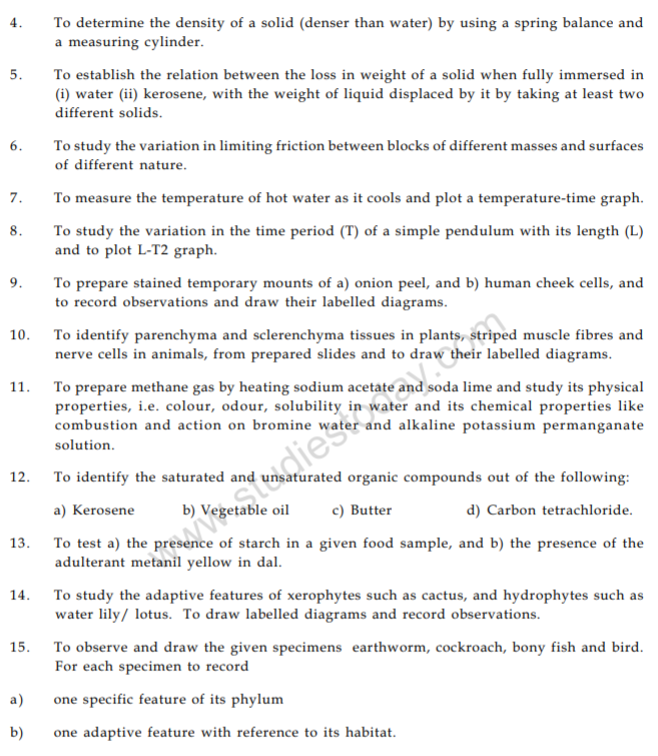 4. To determine the density of a solid (denser than water) by using a spring balance and
a measuring cylinder.
5. To establish the relation between the loss in weight of a solid when fully immersed in
(i) water (ii) kerosene, with the weight of liquid displaced by it by taking at least two
different solids.
6. To study the variation in limiting friction between blocks of different masses and surfaces
of different nature.
7. To measure the temperature of hot water as it cools and plot a temperature-time graph.
8. To study the variation in the time period (T) of a simple pendulum with its length (L)
and to plot L-T2 graph.
9. To prepare stained temporary mounts of a) onion peel, and b) human cheek cells, and
to record observations and draw their labelled diagrams.
10. To identify parenchyma and sclerenchyma tissues in plants, striped muscle fibres and
nerve cells in animals, from prepared slides and to draw their labelled diagrams.
11. To prepare methane gas by heating sodium acetate and soda lime and study its physical
properties, i.e. colour, odour, solubility in water and its chemical properties like
combustion and action on bromine water and alkaline potassium permanganate
solution.
12. To identify the saturated and unsaturated organic compounds out of the following:
a) Kerosene b) Vegetable oil c) Butter d) Carbon tetrachloride.
13. To test a) the presence of starch in a given food sample, and b) the presence of the
adulterant metanil yellow in dal.
14. To study the adaptive features of xerophytes such as cactus, and hydrophytes such as
water lily/ lotus. To draw labelled diagrams and record observations.
15. To observe and draw the given specimens earthworm, cockroach, bony fish and bird.
For each specimen to record
a) one specific feature of its phylum
b) one adaptive feature with reference to its habitat.
www.studiestoday.com